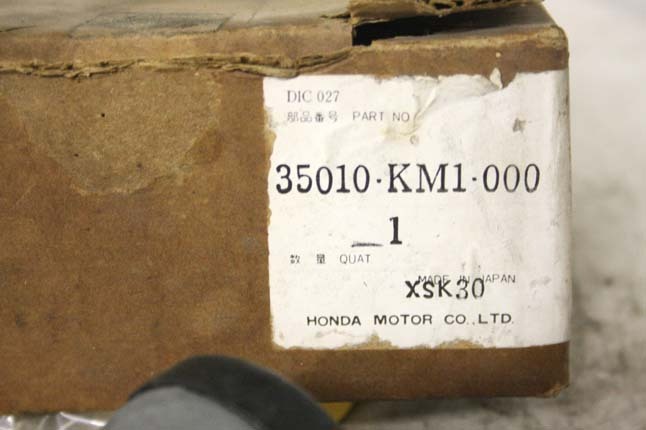 DIC 027
部品番号 PART NO
35010-KM1-000
1
数量 QUAT
MADE IN JAPAN
XSK30
HONDA MOTOR CO.,LTD.